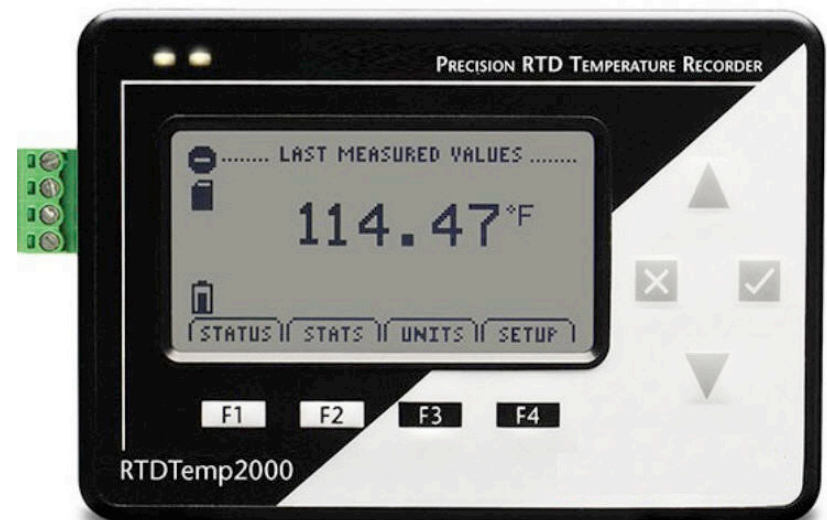 PRECISION RTD TEMPERATURE RECORDER
........ LAST MEASURED VALUES ........
114.47°F
STATUS STATS UNITS SETUP
F1 F2 F3 F4
RTDTemp2000